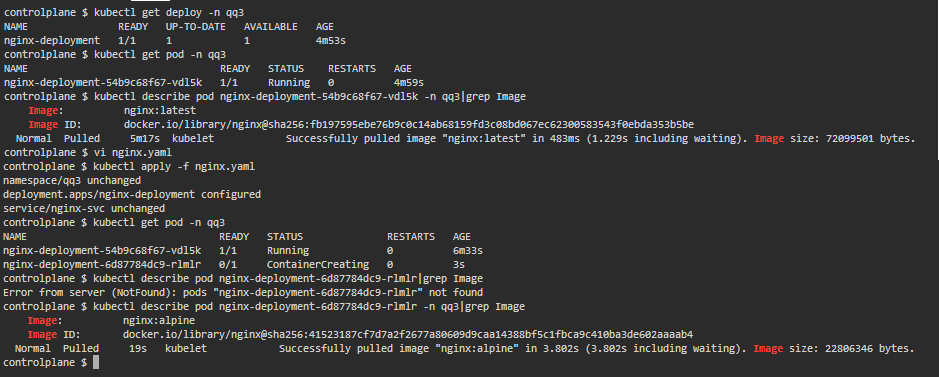 controlplane $ kubectl get deploy -n qq3
NAME READY UP-TO-DATE AVAILABLE AGE
nginx-deployment 1/1 1 1 4m53s
controlplane $ kubectl get pod -n qq3
NAME READY STATUS RESTARTS AGE
nginx-deployment-54b9c68f67-vdl5k 1/1 Running 0 4m59s
controlplane $ kubectl describe pod nginx-deployment-54b9c68f67-vdl5k -n qq3|grep Image
Image: nginx:latest
Image ID: docker.io/library/nginx@sha256:fb197595ebe76b9c0c14ab68159fd3c08bd067ec62300583543f0ebda353b5be
Normal Pulled 5m17s kubelet Successfully pulled image "nginx:latest" in 483ms (1.229s including waiting). Image size: 72099501 bytes.
controlplane $ vi nginx.yaml
controlplane $ kubectl apply -f nginx.yaml
namespace/qq3 unchanged
deployment.apps/nginx-deployment configured
service/nginx-svc unchanged
controlplane $ kubectl get pod -n qq3
NAME READY STATUS RESTARTS AGE
nginx-deployment-54b9c68f67-vdl5k 1/1 Running 0 6m33s
nginx-deployment-6d87784dc9-rlmlr 0/1 ContainerCreating 0 3s
controlplane $ kubectl describe pod nginx-deployment-6d87784dc9-rlmlr|grep Image
Error from server (NotFound): pods "nginx-deployment-6d87784dc9-rlmlr" not found
controlplane $ kubectl describe pod nginx-deployment-6d87784dc9-rlmlr -n qq3|grep Image
Image: nginx:alpine
Image ID: docker.io/library/nginx@sha256:41523187cf7d7a2f2677a80609d9caa14388bf5c1fbca9c410ba3de602aaaab4
Normal Pulled 19s kubelet Successfully pulled image "nginx:alpine" in 3.802s (3.802s including waiting). Image size: 22806346 bytes.
controlplane $